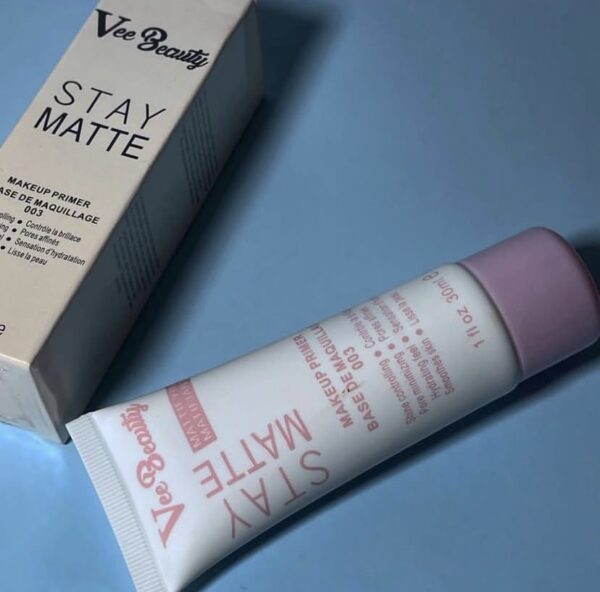 Vee Beauty
STAY
MATTE
MAKEUP PRIMER
BASE DE MAQUILLAGE
003
Contrôle la brillace
Pores affinés
Sensation d'hydratation
Lisse la peau
Vee Beauty
STAY
MATTE
MAKEUP PRIMER
BASE DE
003
Shine controlling
Pore minimizing
Hydrating feel
Smoothes skin • Lisse la
1 fl oz 30ml e